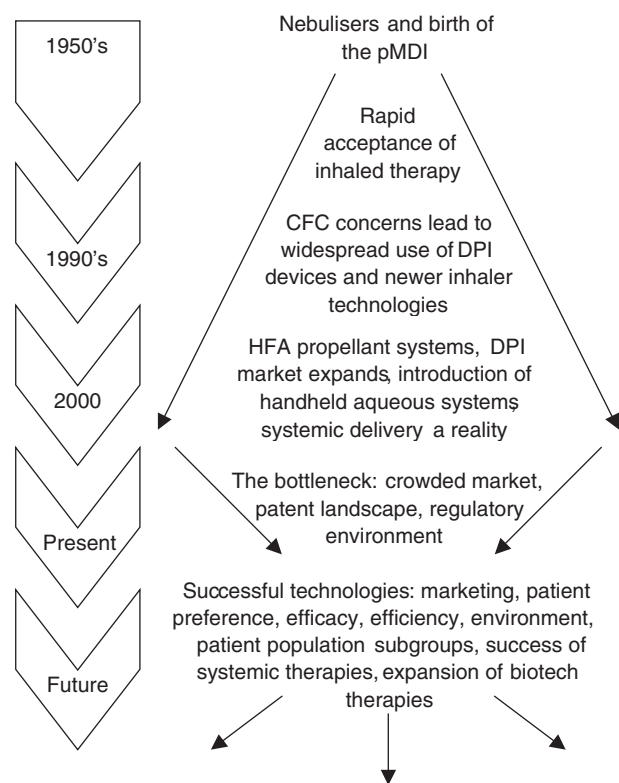 1950's
Nebulisers and birth of
the pMDI
Rapid
acceptance of
inhaled therapy
1990's
CFC concerns lead to
widespread use of DPI
devices and newer inhaler
technologies
2000
HFA propellant systems, DPI
market expands, introduction of
handheld aqueous systems,
systemic delivery a reality
Present
The bottleneck: crowded market,
patent landscape, regulatory
environment
Future
Successful technologies: marketing, patient
preference, efficacy, efficiency, environment,
patient population subgroups, success of
systemic therapies, expansion of biotech
therapies